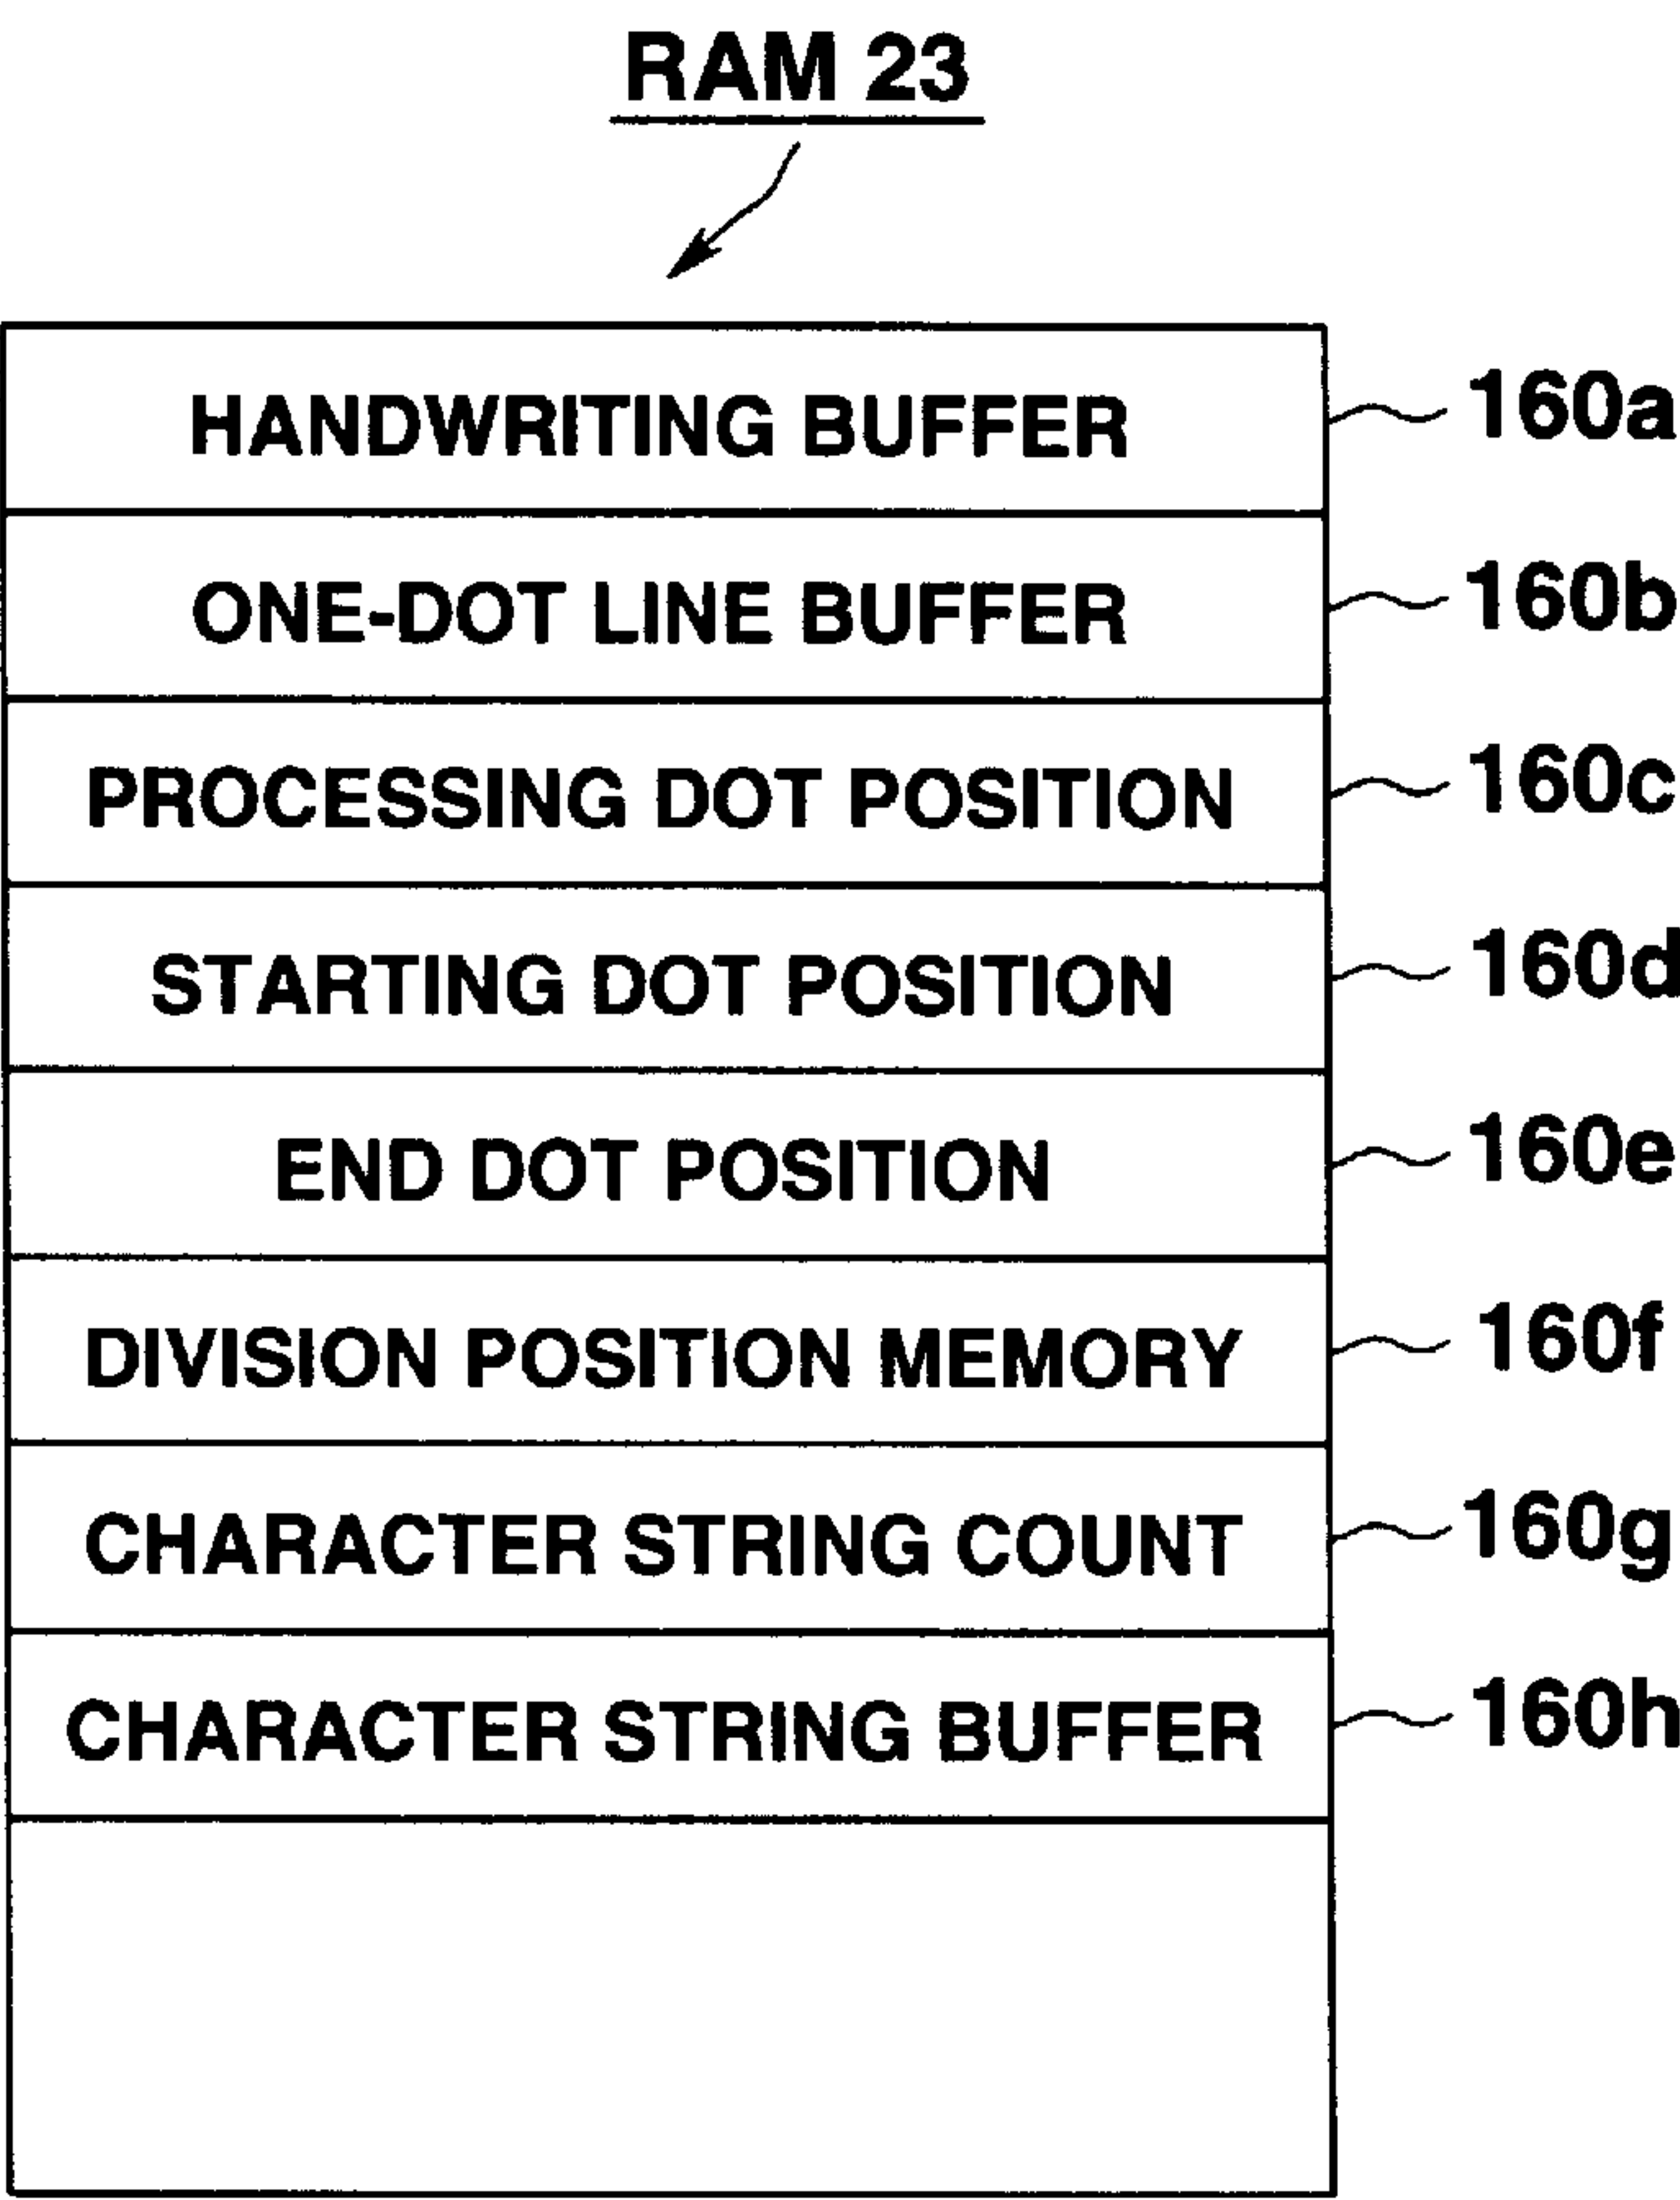 RAM 23
HANDWRITING BUFFER 160a
ONE-DOT LINE BUFFER 160b
PROCESSING DOT POSITION 160c
STARTING DOT POSITION 160d
END DOT POSITION 160e
DIVISION POSITION MEMORY 160f
CHARACTER STRING COUNT 160g
CHARACTER STRING BUFFER 160h